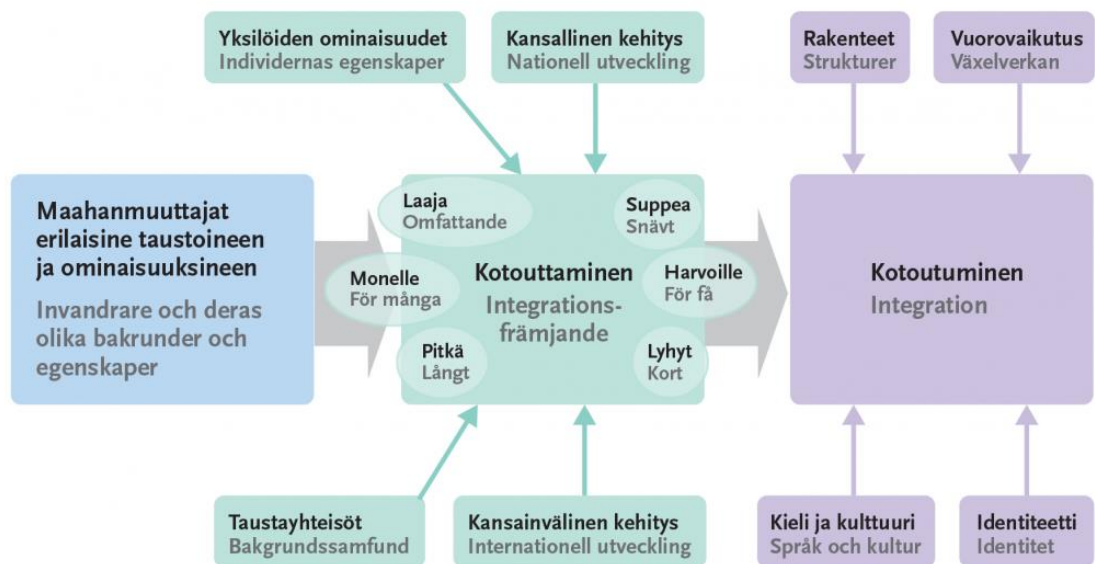 Yksilöiden ominaisuudet
Individernas egenskaper
Kansallinen kehitys
Nationell utveckling
Rakenteet
Strukturer
Vuorovaikutus
Växelverkan
Maahanmuuttajat
erilaisine taustoineen
ja ominaisuuksineen
Invandrare och deras
olika bakrunder och
egenskaper
Laaja
Omfattande
Suppea
Snävt
Monelle
För många
Kotouttaminen
Integrations-
främjande
Harvoille
För få
Pitkä
Långt
Lyhyt
Kort
Kotoutuminen
Integration
Taustayhteisöt
Bakgrundssamfund
Kansainvälinen kehitys
Internationell utveckling
Kieli ja kulttuuri
Språk och kultur
Identiteetti
Identitet